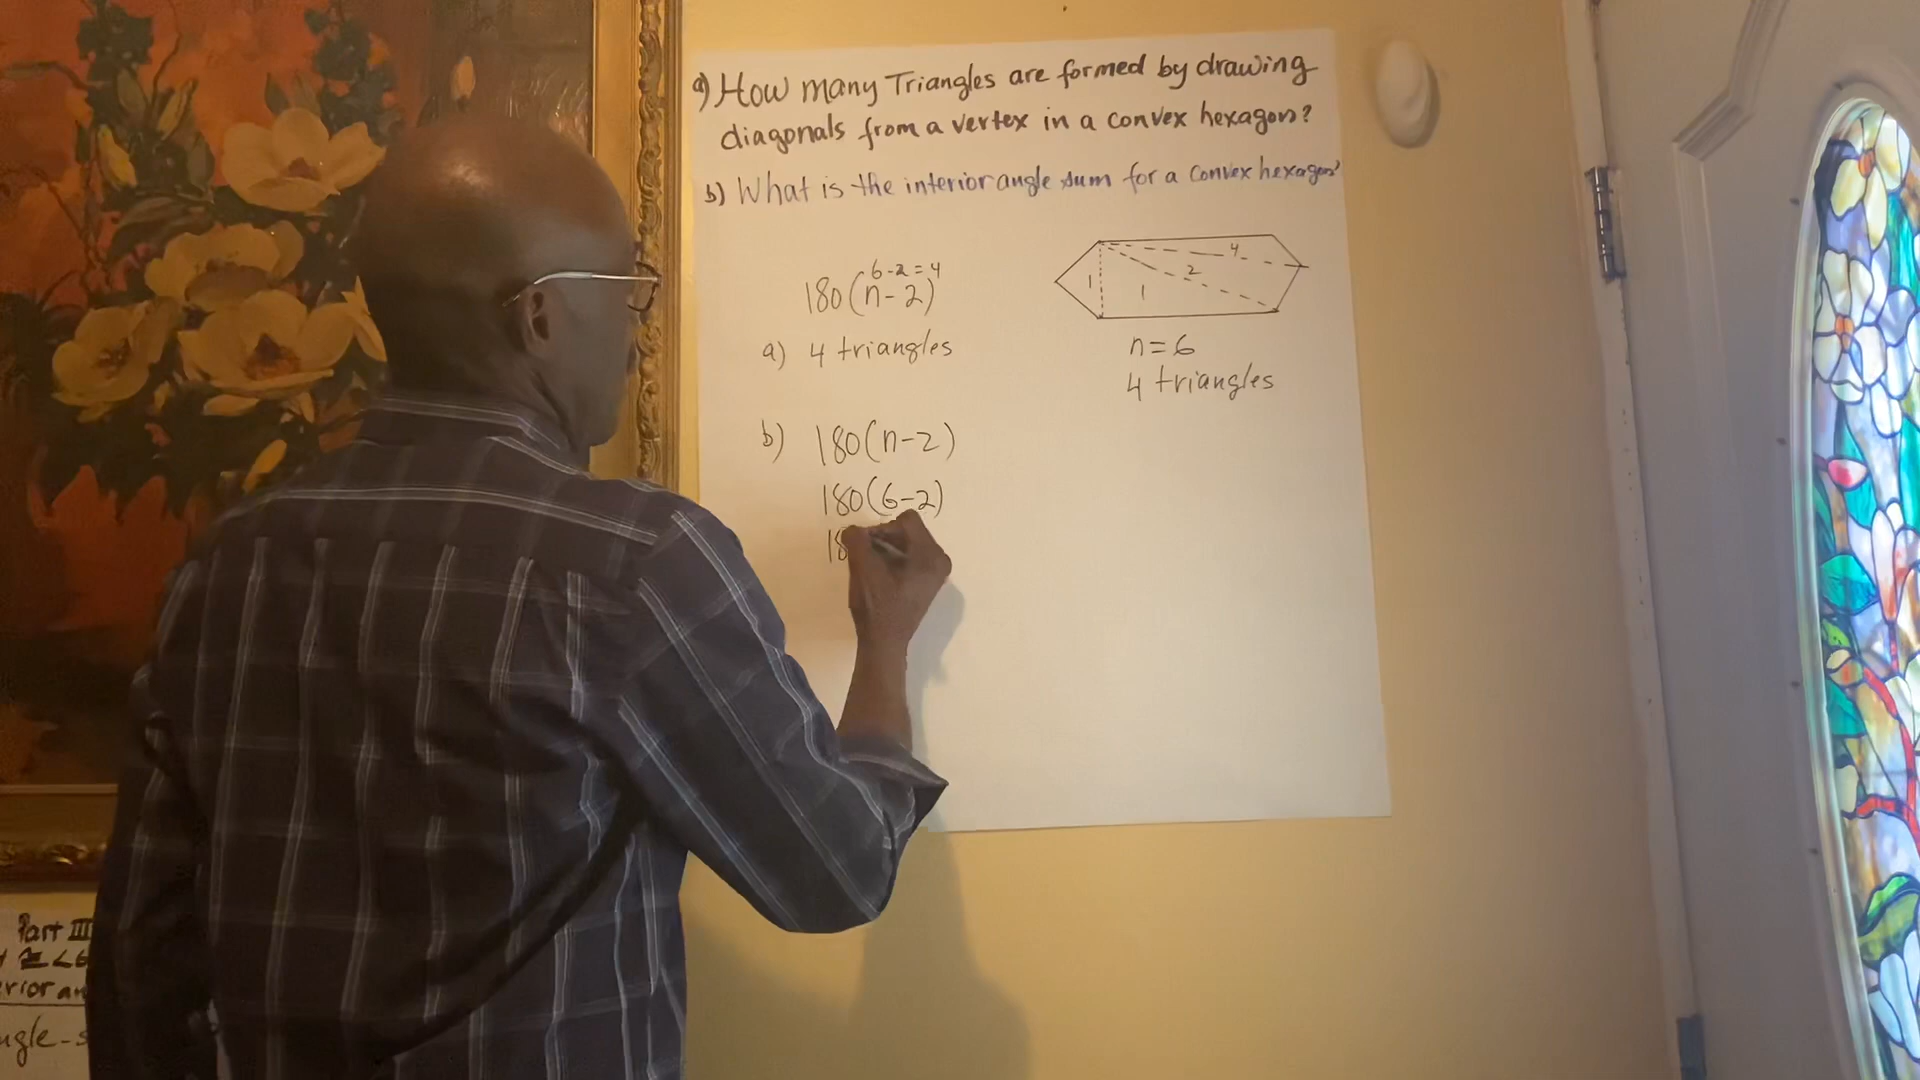 a) How many Triangles are formed by drawing
diagonals from a vertex in a convex hexagon?
b) What is the interior angle sum for a convex hexagon?
6-2=4
180(n-2)
a) 4 triangles
4
2
1
1
n=6
4 triangles
b) 180(n-2)
180(6-2)
18
Part III